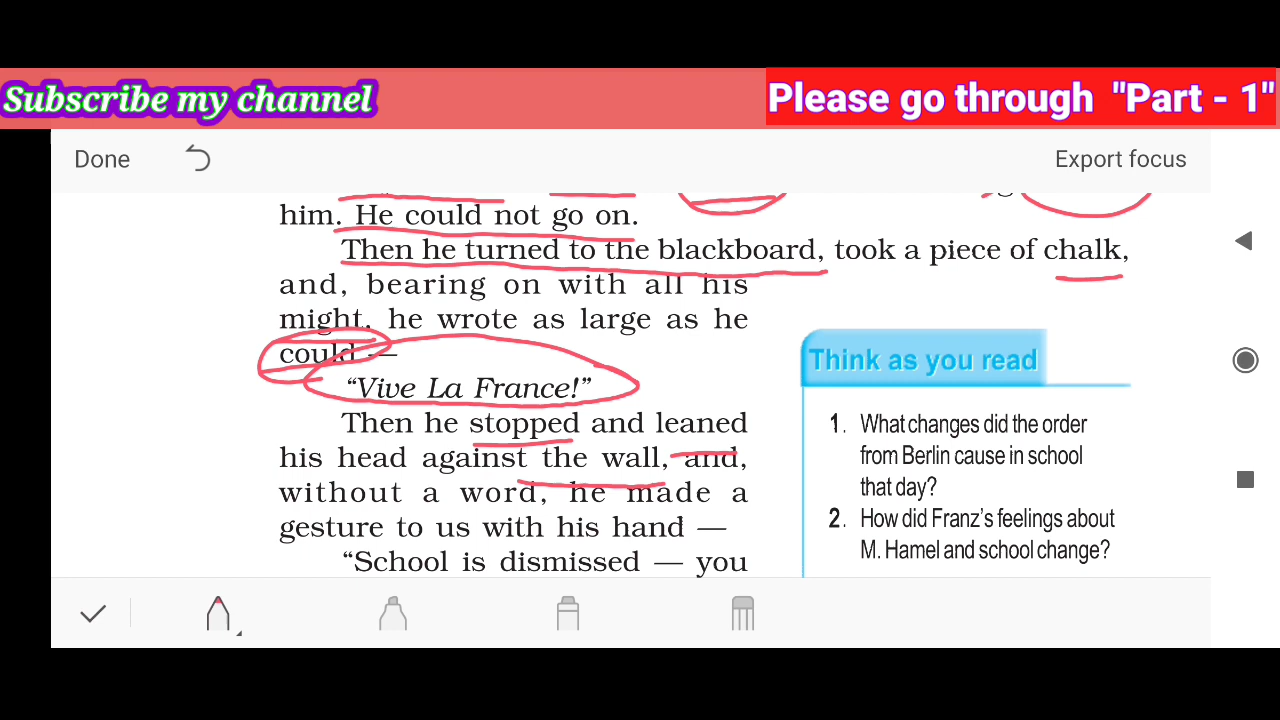 Subscribe my channel
Please go through "Part - 1"
Done
Export focus
him. He could not go on.
Then he turned to the blackboard, took a piece of chalk,
and, bearing on with all his
might, he wrote as large as he
could —
“Vive La France!”
Then he stopped and leaned
his head against the wall, and,
without a word, he made a
gesture to us with his hand —
“School is dismissed — you
Think as you read
1. What changes did the order
from Berlin cause in school
that day?
2. How did Franz’s feelings about
M. Hamel and school change?